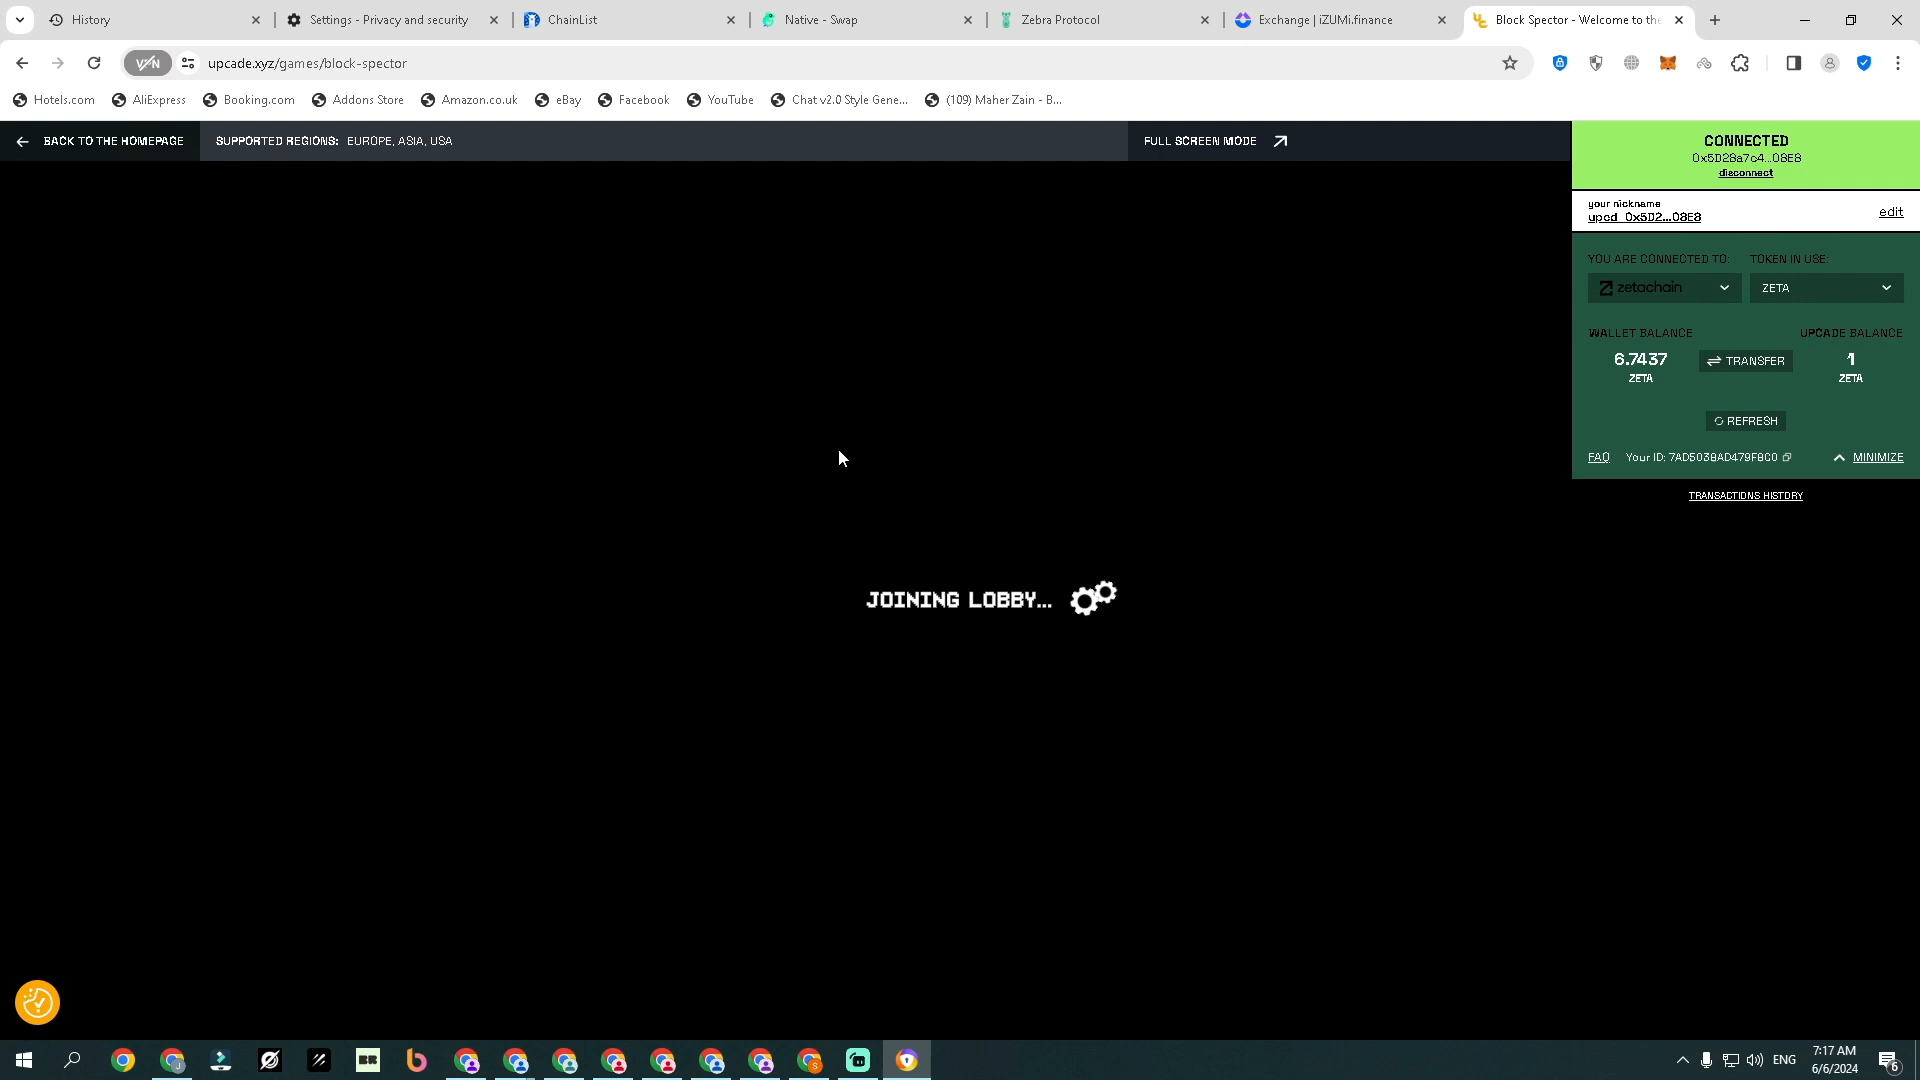 History
Settings - Privacy and security
ChainList
Native - Swap
Zebra Protocol
Exchange | iZUMi.finance
Block Spector - Welcome to the
VPN
upcade.xyz/games/block-spector
Hotels.com
AliExpress
Booking.com
Addons Store
Amazon.co.uk
eBay
Facebook
YouTube
Chat v2.0 Style Gene...
(109) Maher Zain - B...
BACK TO THE HOMEPAGE
SUPPORTED REGIONS: EUROPE, ASIA, USA
FULL SCREEN MODE
CONNECTED
0x5D28a7c4...08E8
disconnect
your nickname
upcd_0x5D2...08E8
edit
YOU ARE CONNECTED TO:
TOKEN IN USE:
zetachain
ZETA
WALLET BALANCE
UPCADE BALANCE
6.7437
ZETA
TRANSFER
1
ZETA
REFRESH
FAQ
Your ID: 7AD5038AD479F8C0
MINIMIZE
TRANSACTIONS HISTORY
JOINING LOBBY...
BR
ENG
7:17 AM
6/6/2024
6